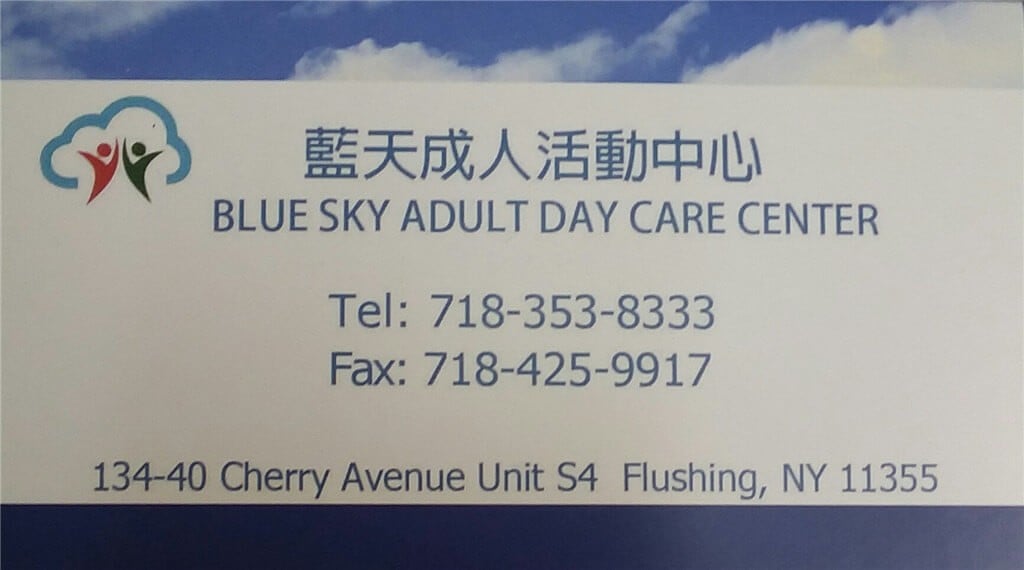 藍天成人活動中心
BLUE SKY ADULT DAY CARE CENTER
Tel: 718-353-8333
Fax: 718-425-9917
134-40 Cherry Avenue Unit S4 Flushing, NY 11355